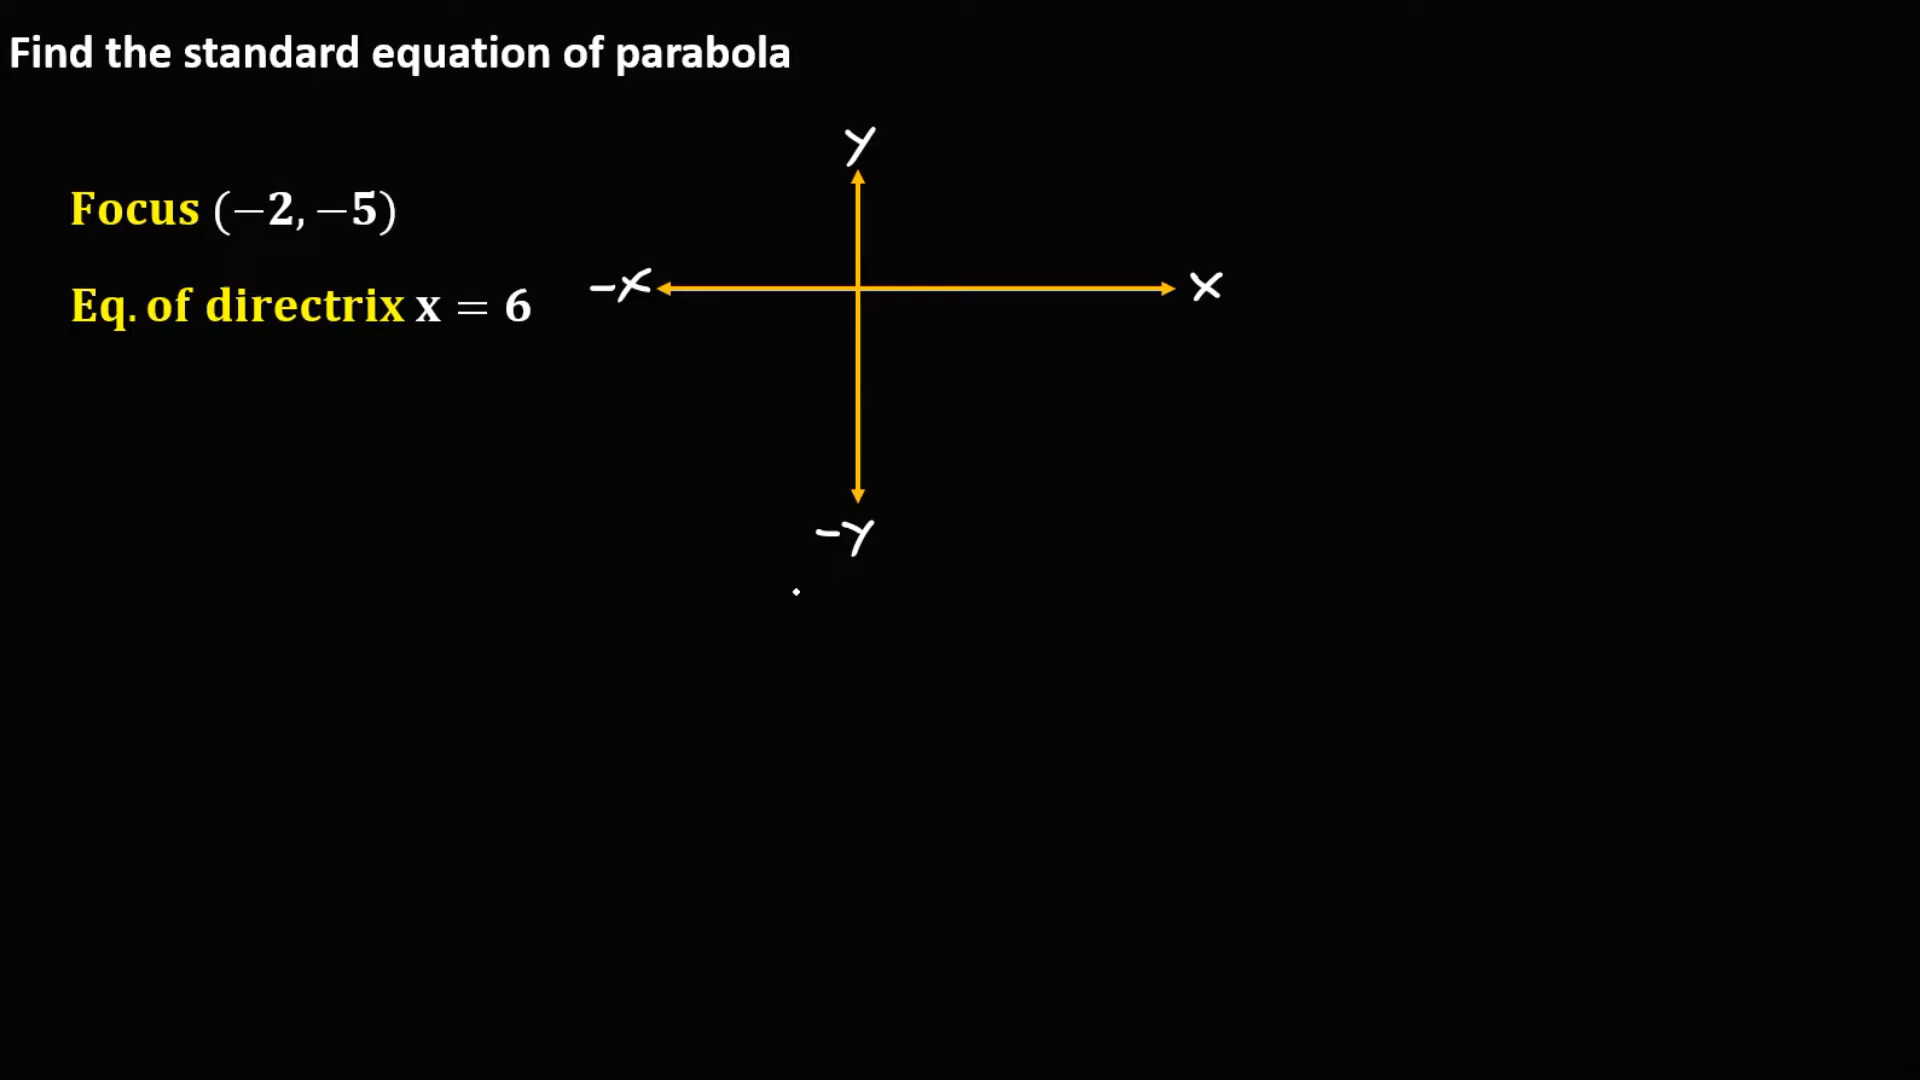 Find the standard equation of parabola
y
Focus (−2, −5)
-x
x
Eq. of directrix x = 6
-y